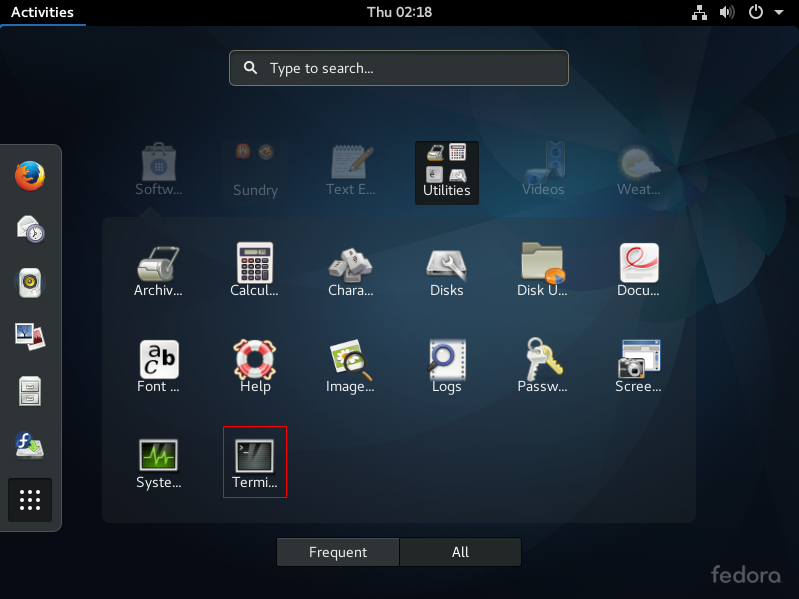 Activities
Thu 02:18
Type to search...
Softw...
Sundry
Text E...
Utilities
Videos
Weat...
Archiv...
Calcul...
Chara...
Disks
Disk U...
Docu...
Font ...
Help
Image...
Logs
Passw...
Scree...
Syste...
Termi...
Frequent
All
fedora